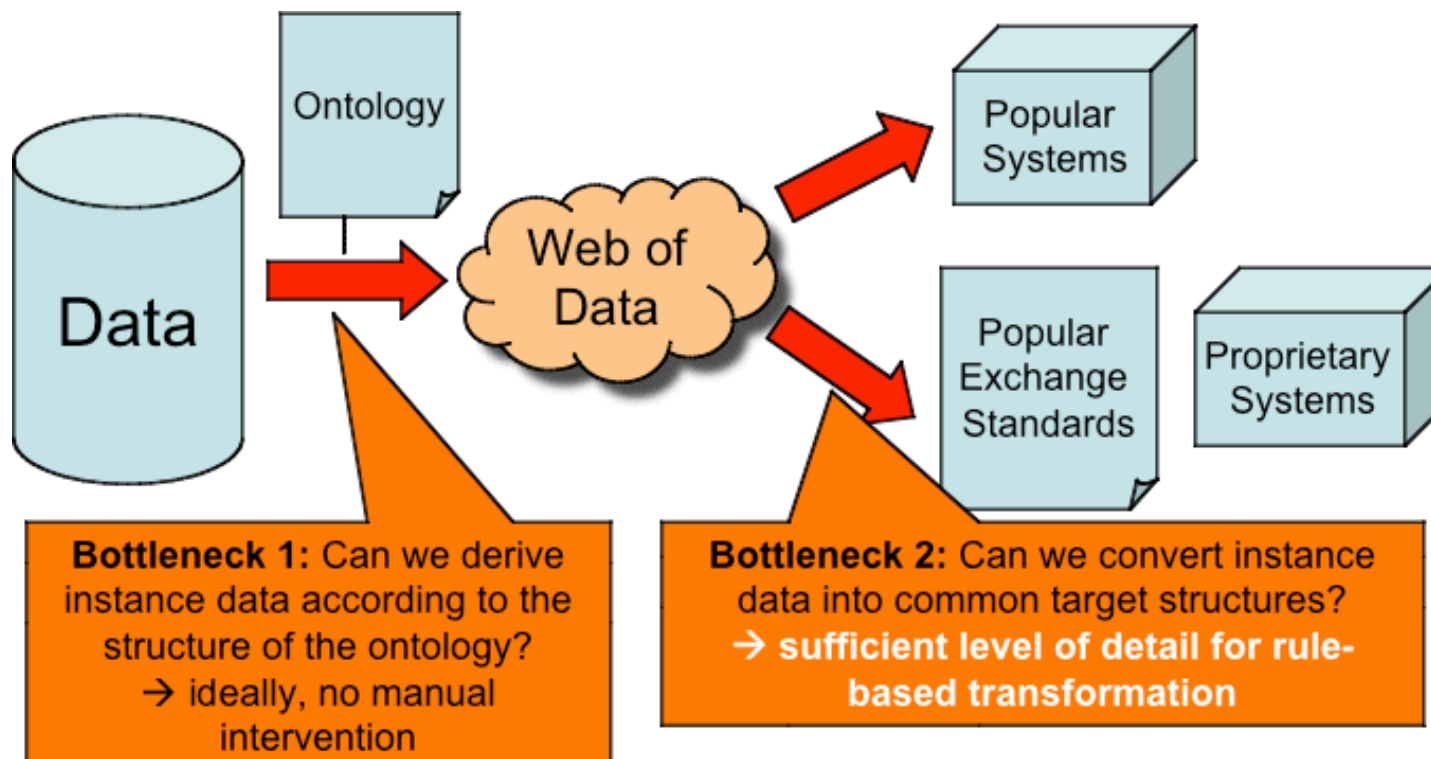 Ontology
Data
Web of
Data
Popular
Systems
Popular
Exchange
Standards
Proprietary
Systems
Bottleneck 1: Can we derive
instance data according to the
structure of the ontology?
→ ideally, no manual
intervention
Bottleneck 2: Can we convert instance
data into common target structures?
→ sufficient level of detail for rule-
based transformation